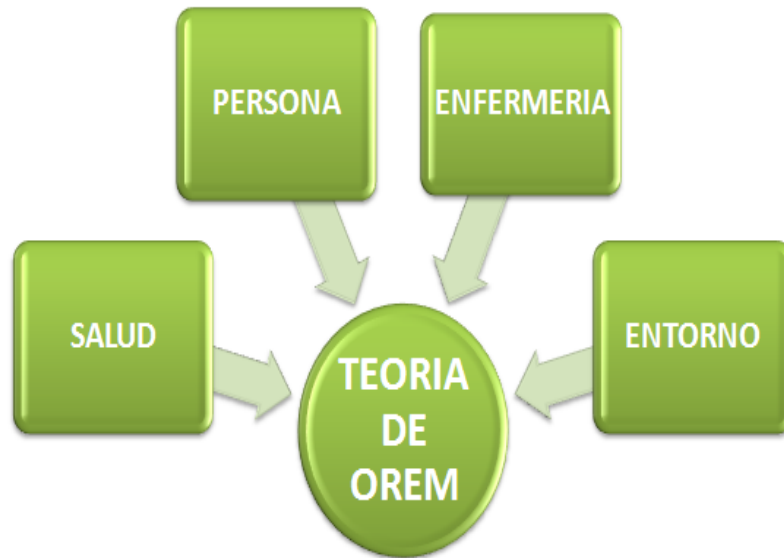 PERSONA
ENFERMERIA
SALUD
ENTORNO
TEORIA
DE
OREM